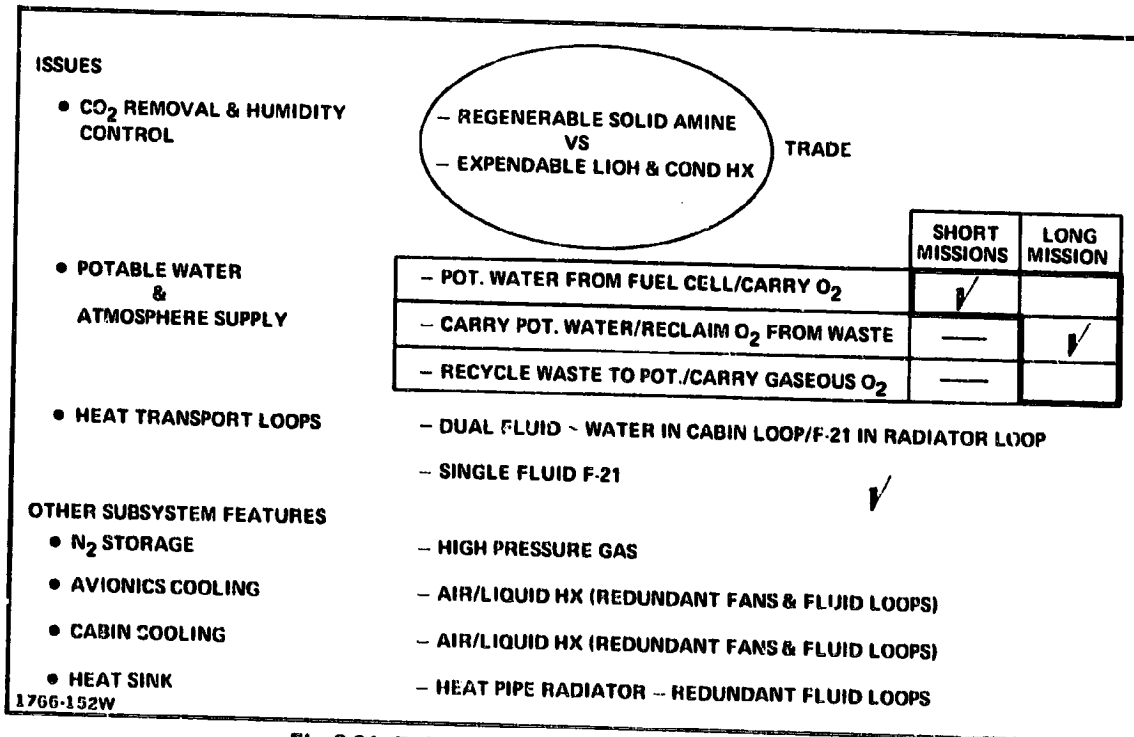 ISSUES
● CO2 REMOVAL & HUMIDITY CONTROL
– REGENERABLE SOLID AMINE
VS
– EXPENDABLE LIOH & COND HX
TRADE
SHORT MISSIONS
LONG MISSION
● POTABLE WATER
&
ATMOSPHERE SUPPLY
– POT. WATER FROM FUEL CELL/CARRY O2 ✓
– CARRY POT. WATER/RECLAIM O2 FROM WASTE — ✓
– RECYCLE WASTE TO POT./CARRY GASEOUS O2 —
● HEAT TRANSPORT LOOPS
– DUAL FLUID ~ WATER IN CABIN LOOP/F-21 IN RADIATOR LOOP
– SINGLE FLUID F-21 ✓
OTHER SUBSYSTEM FEATURES
● N2 STORAGE – HIGH PRESSURE GAS
● AVIONICS COOLING – AIR/LIQUID HX (REDUNDANT FANS & FLUID LOOPS)
● CABIN COOLING – AIR/LIQUID HX (REDUNDANT FANS & FLUID LOOPS)
● HEAT SINK – HEAT PIPE RADIATOR – REDUNDANT FLUID LOOPS
1766-152W